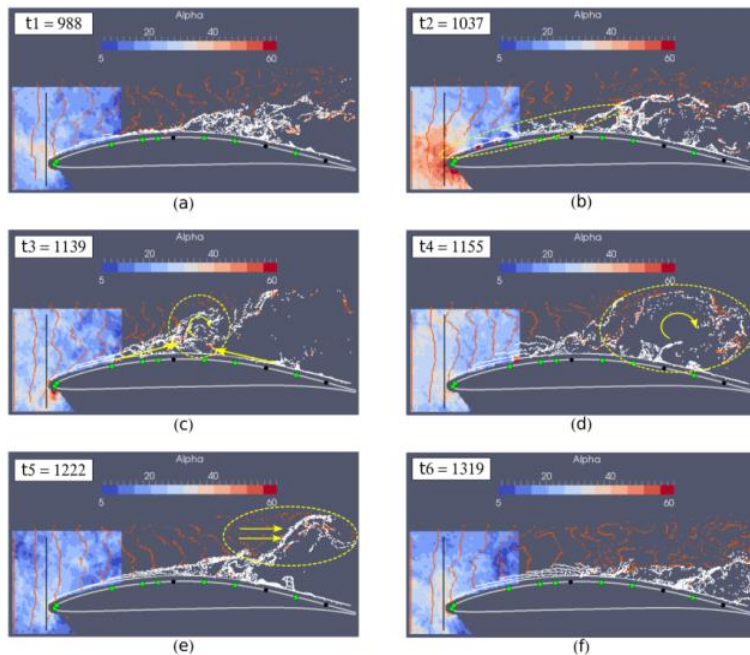 t1 = 988
Alpha
5 20 40 60
(a)
t2 = 1037
Alpha
5 20 40 60
(b)
t3 = 1139
Alpha
5 20 40 60
(c)
t4 = 1155
Alpha
5 20 40 60
(d)
t5 = 1222
Alpha
5 20 40 60
(e)
t6 = 1319
Alpha
5 20 40 60
(f)